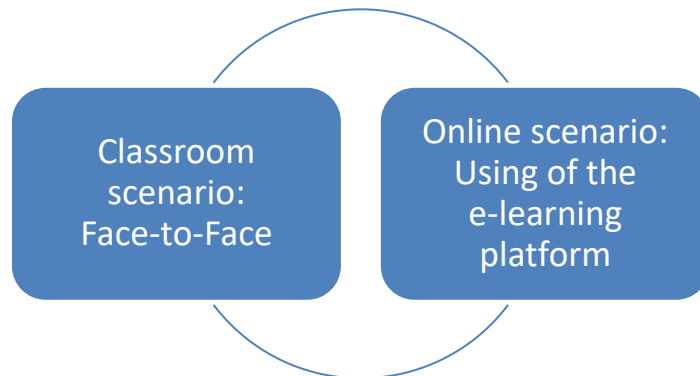 Classroom
scenario:
Face-to-Face
Online scenario:
Using of the
e-learning
platform